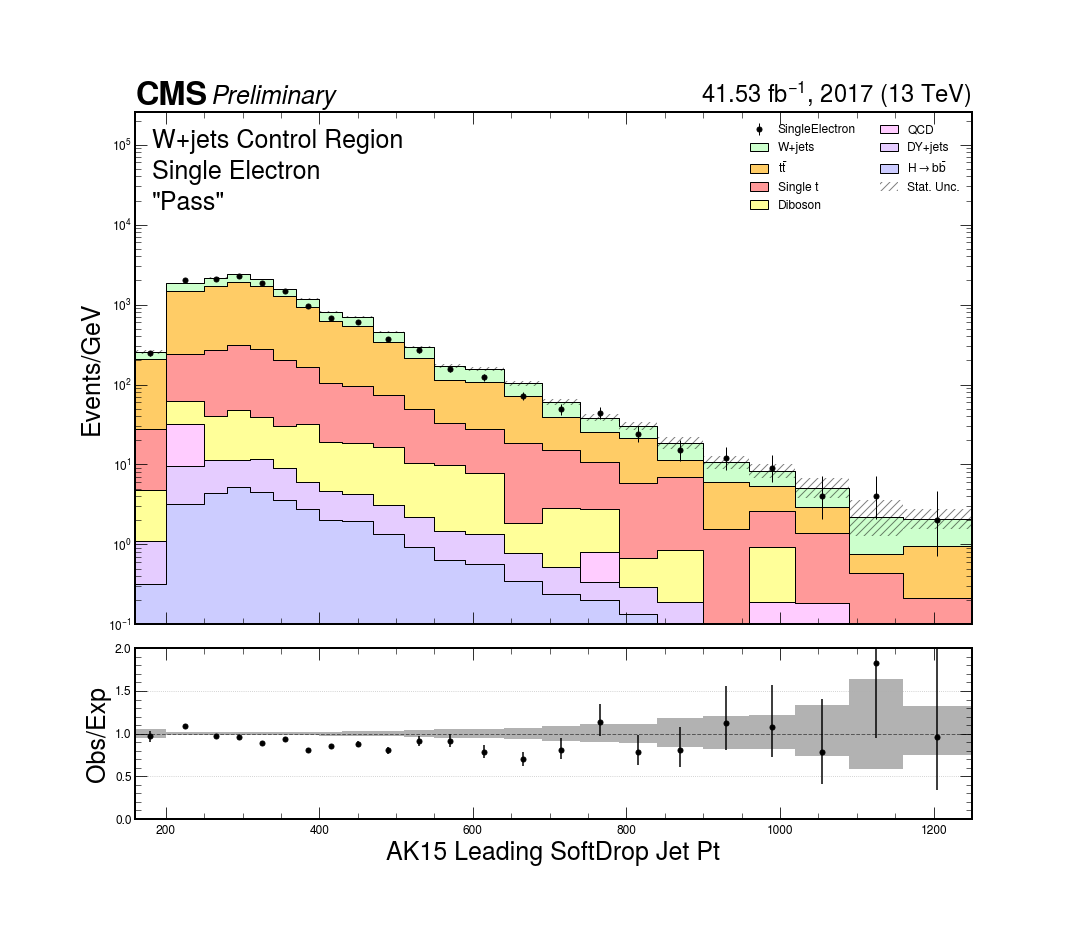 CMS Preliminary 41.53 fb⁻¹, 2017 (13 TeV)
W+jets Control Region
Single Electron
"Pass"
SingleElectron
W+jets
tt̄
Single t
Diboson
QCD
DY+jets
H→bb̄
Stat. Unc.
Events/GeV
10⁵
10⁴
10³
10²
10¹
10⁰
10⁻¹
Obs/Exp
2.0
1.5
1.0
0.5
0.0
200 400 600 800 1000 1200
AK15 Leading SoftDrop Jet Pt